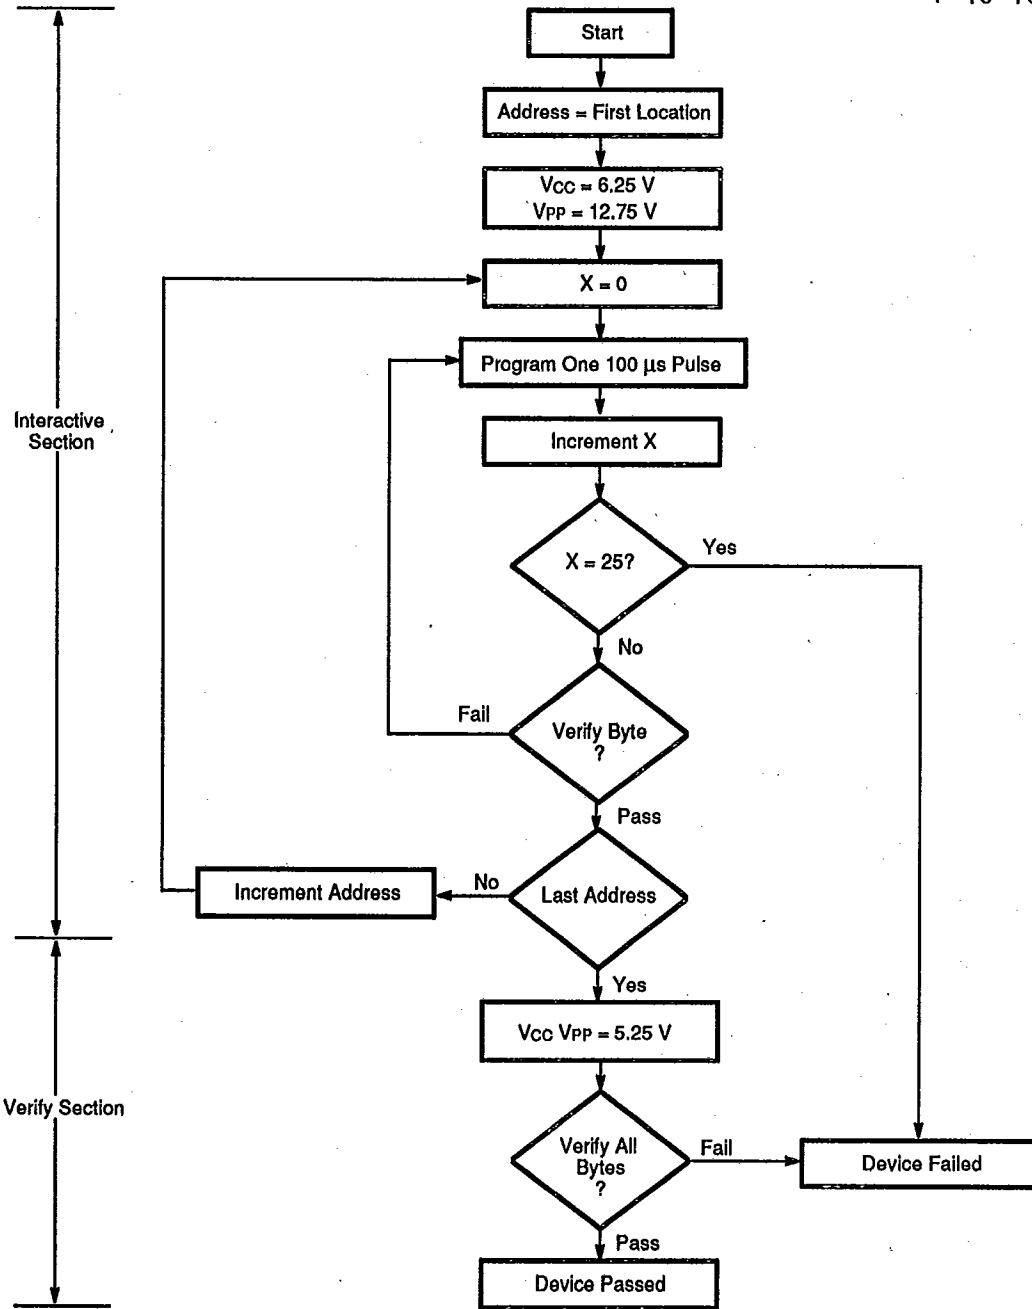 Start
Address = First Location
VCC = 6.25 V
VPP = 12.75 V
X = 0
Program One 100 µs Pulse
Interactive
Section
Increment X
X = 25?
Yes
No
Fail
Verify Byte
?
Pass
Increment Address
No
Last Address
Yes
VCC VPP = 5.25 V
Verify Section
Verify All
Bytes
?
Fail
Device Failed
Pass
Device Passed